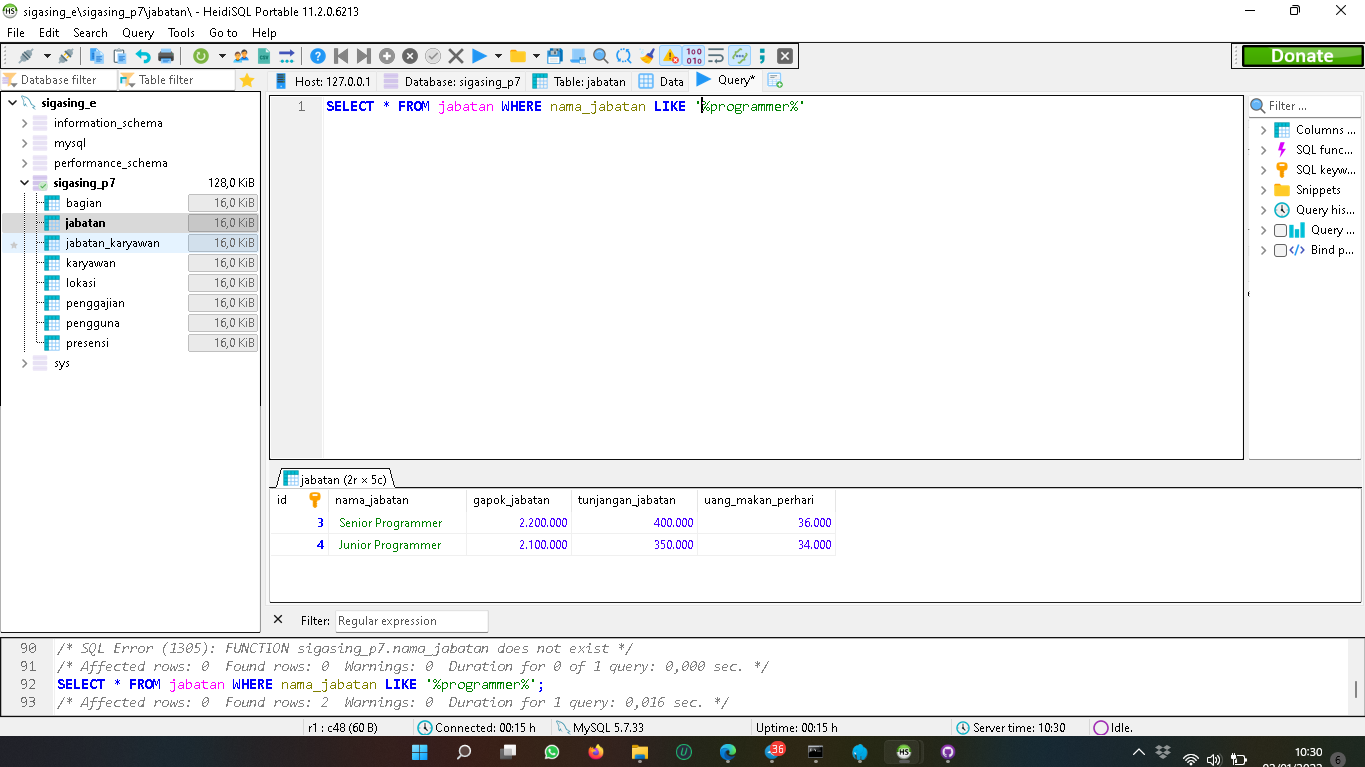 sigasing_e\sigasing_p7\jabatan\ - HeidiSQL Portable 11.2.0.6213
File Edit Search Query Tools Go to Help
Donate
Database filter Table filter Host: 127.0.0.1 Database: sigasing_p7 Table: jabatan Data Query*
sigasing_e
information_schema
mysql
performance_schema
sigasing_p7 128,0 KiB
bagian 16,0 KiB
jabatan 16,0 KiB
jabatan_karyawan 16,0 KiB
karyawan 16,0 KiB
lokasi 16,0 KiB
penggajian 16,0 KiB
pengguna 16,0 KiB
presensi 16,0 KiB
sys
1 SELECT * FROM jabatan WHERE nama_jabatan LIKE '%programmer%'
Filter ...
Columns ...
SQL func...
SQL keyw...
Snippets
Query his...
Query ...
Bind p...
jabatan (2r × 5c)
id nama_jabatan gapok_jabatan tunjangan_jabatan uang_makan_perhari
3 Senior Programmer 2.200.000 400.000 36.000
4 Junior Programmer 2.100.000 350.000 34.000
Filter: Regular expression
90 /* SQL Error (1305): FUNCTION sigasing_p7.nama_jabatan does not exist */
91 /* Affected rows: 0 Found rows: 0 Warnings: 0 Duration for 0 of 1 query: 0,000 sec. */
92 SELECT * FROM jabatan WHERE nama_jabatan LIKE '%programmer%';
93 /* Affected rows: 0 Found rows: 2 Warnings: 0 Duration for 1 query: 0,016 sec. */
r1 : c48 (60 B) Connected: 00:15 h MySQL 5.7.33 Uptime: 00:15 h Server time: 10:30 Idle.
36
HS
10:30
6